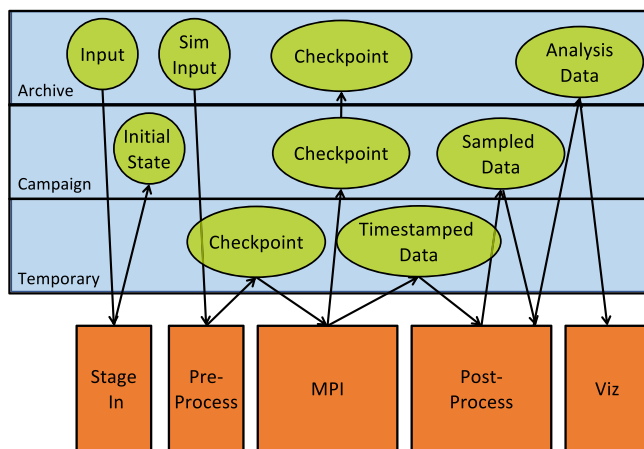 Input
Sim
Input
Checkpoint
Analysis
Data
Archive
Initial
State
Checkpoint
Sampled
Data
Campaign
Checkpoint
Timestamped
Data
Temporary
Stage
In
Pre-
Process
MPI
Post-
Process
Viz